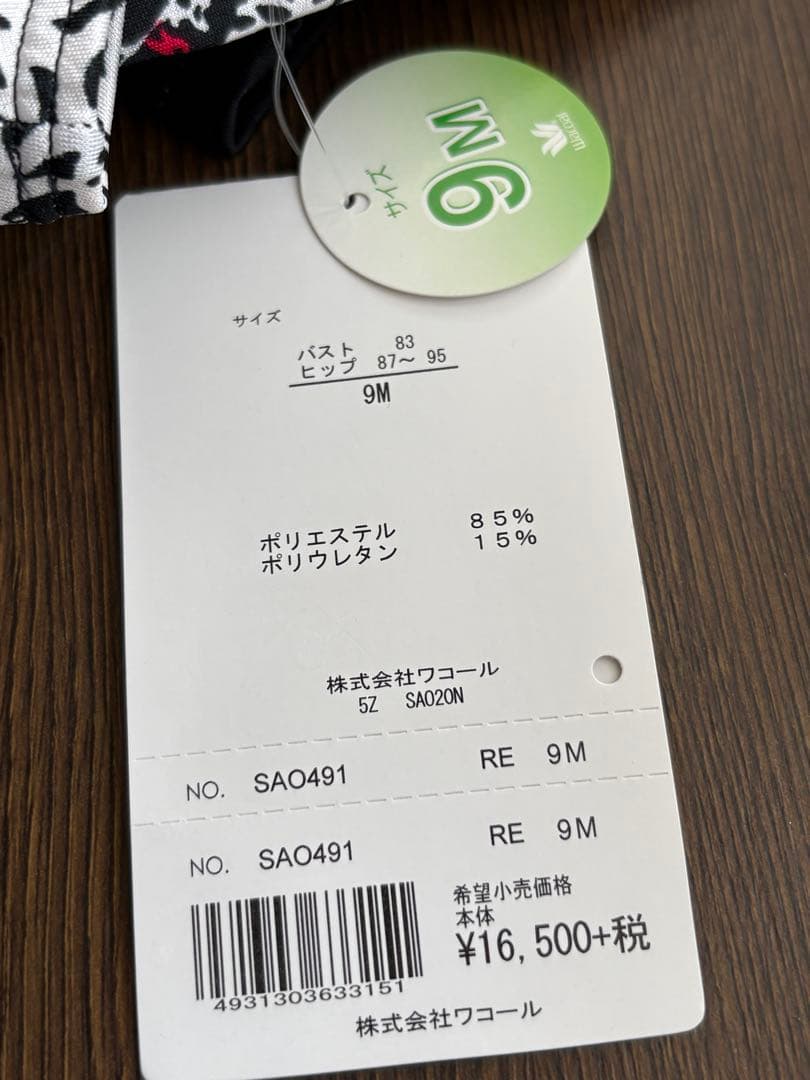 Wacoal
サイズ
9M
サイズ
バスト 83
ヒップ 87～ 95
9M
ポリエステル 85%
ポリウレタン 15%
株式会社ワコール
5Z SA020N
NO. SAO491 RE 9M
NO. SAO491 RE 9M
希望小売価格
本体
¥16,500+税
4931303633151
株式会社ワコール